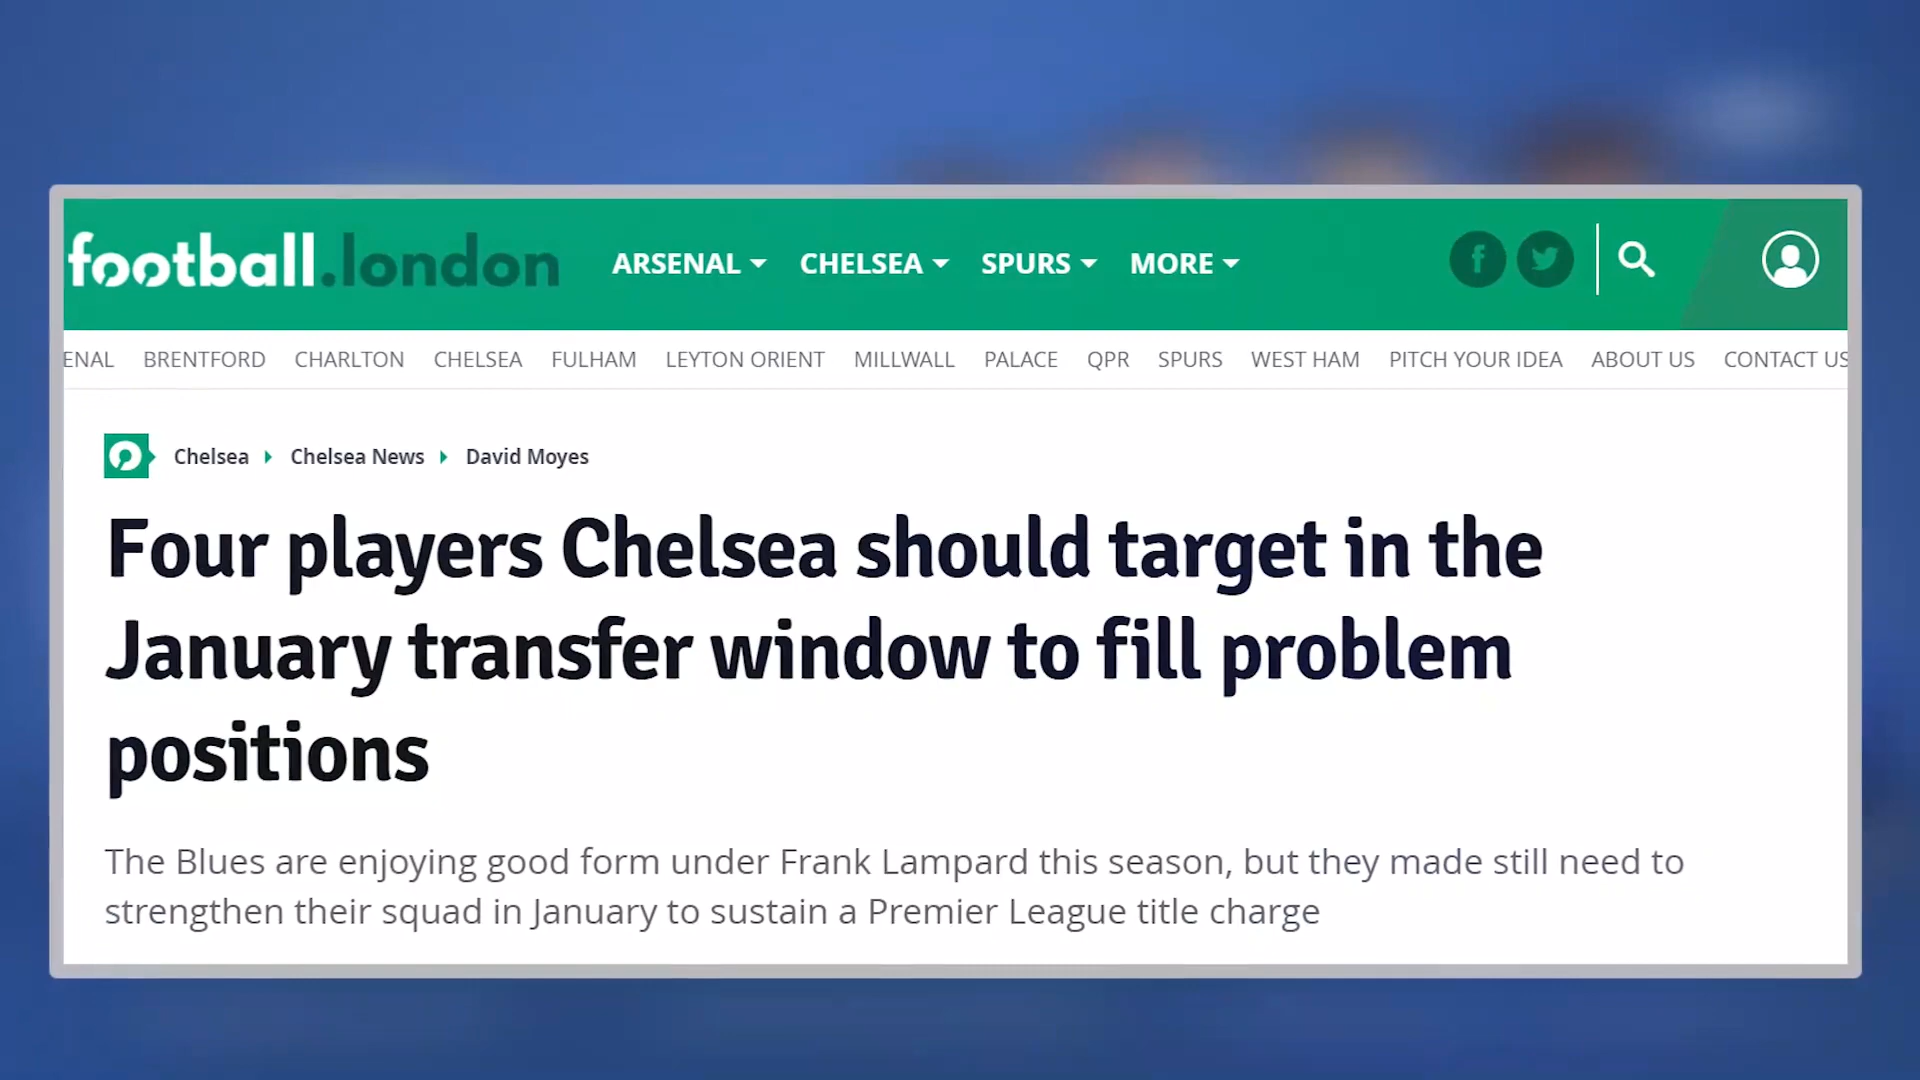 football.london ARSENAL CHELSEA SPURS MORE
ENAL BRENTFORD CHARLTON CHELSEA FULHAM LEYTON ORIENT MILLWALL PALACE QPR SPURS WEST HAM PITCH YOUR IDEA ABOUT US CONTACT US
Chelsea Chelsea News David Moyes
Four players Chelsea should target in the
January transfer window to fill problem
positions
The Blues are enjoying good form under Frank Lampard this season, but they made still need to
strengthen their squad in January to sustain a Premier League title charge